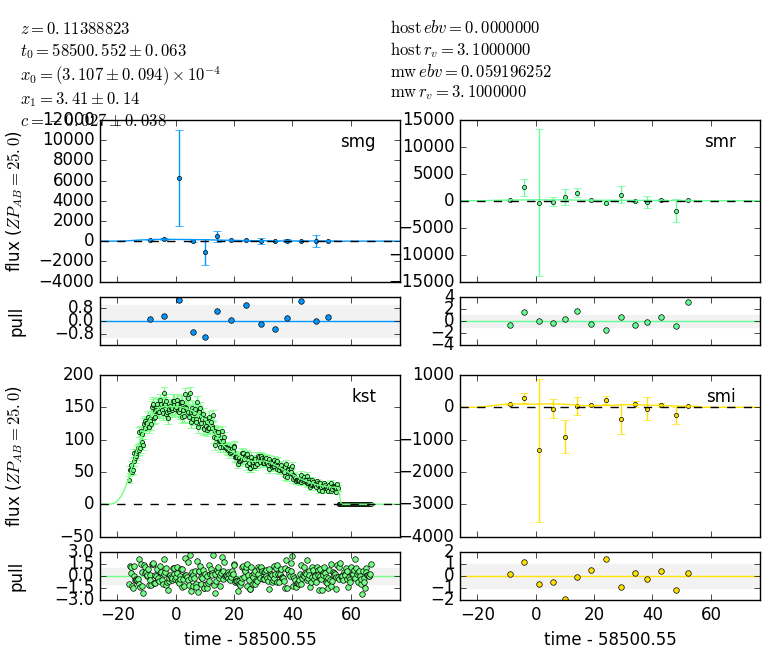 z = 0.11388823
t₀ = 58500.552 ± 0.063
x₀ = (3.107 ± 0.094) × 10⁻⁴
x₁ = 3.41 ± 0.14
c = −0.027 ± 0.038
host ebv = 0.0000000
host r_v = 3.1000000
mw ebv = 0.059196252
mw r_v = 3.1000000
flux (ZP_AB = 25.0)
12000
10000
8000
6000
4000
2000
0
−2000
−4000
smg
15000
10000
5000
0
−5000
−10000
−15000
smr
pull
0.8
0.0
−0.8
4
2
0
−2
−4
flux (ZP_AB = 25.0)
200
150
100
50
0
−50
kst
1000
0
−1000
−2000
−3000
−4000
smi
pull
3.0
1.5
0.0
−1.5
−3.0
2
1
0
−1
−2
−20 0 20 40 60
−20 0 20 40 60
time - 58500.55
time - 58500.55